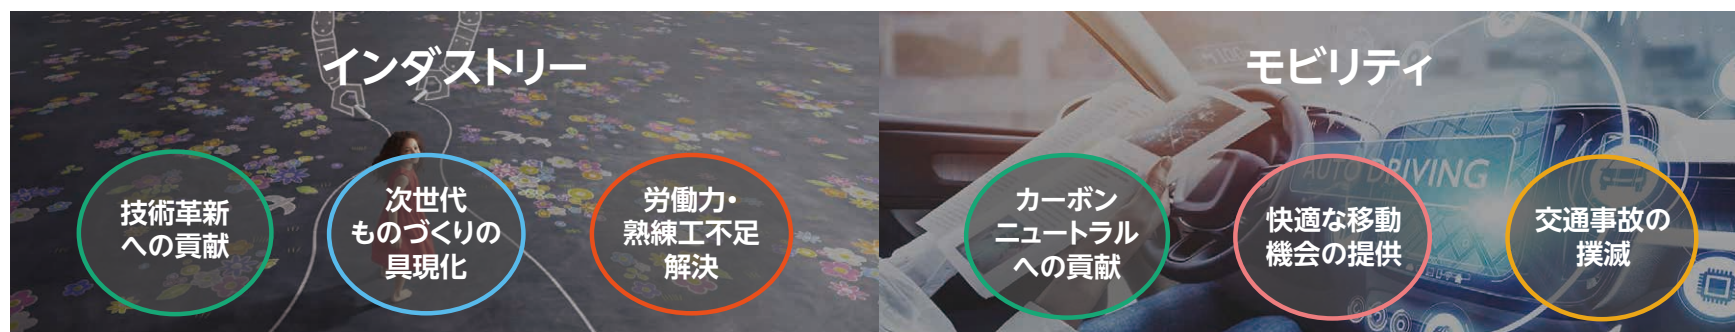 インダストリー
技術革新
への貢献
次世代
ものづくりの
具現化
労働力・
熟練工不足
解決
モビリティ
カーボン
ニュートラル
への貢献
快適な移動
機会の提供
交通事故の
撲滅
AUTO DRIVING